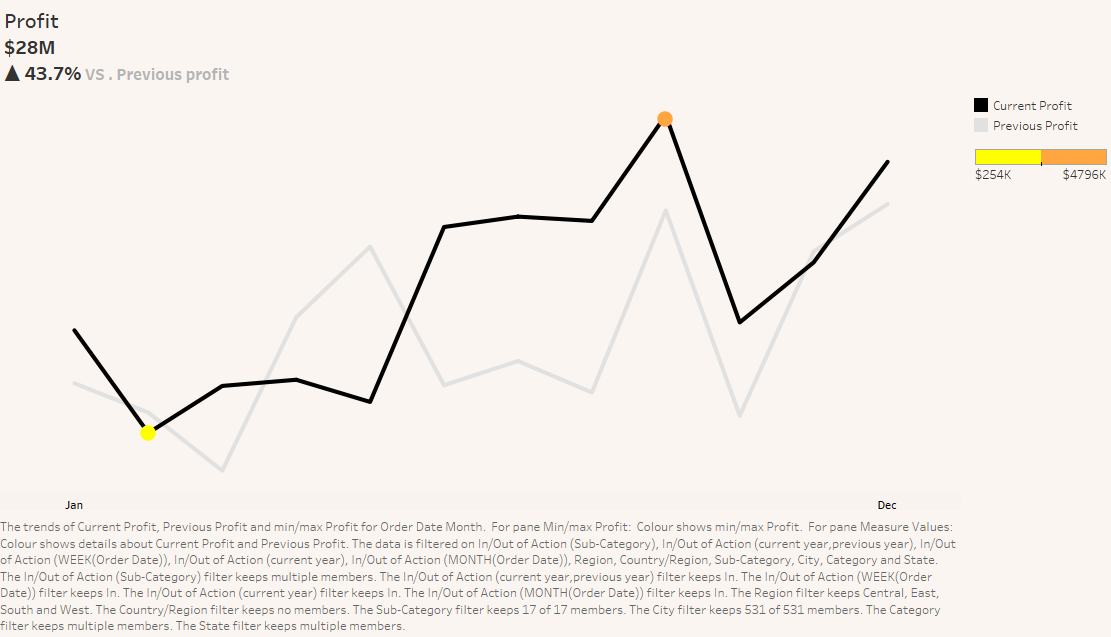 Profit
$28M
▲ 43.7% VS . Previous profit
Current Profit
Previous Profit
$254K $4796K
Jan Dec
The trends of Current Profit, Previous Profit and min/max Profit for Order Date Month.  For pane Min/max Profit:  Colour shows min/max Profit.  For pane Measure Values:
Colour shows details about Current Profit and Previous Profit. The data is filtered on In/Out of Action (Sub-Category), In/Out of Action (current year,previous year), In/Out
of Action (WEEK(Order Date)), In/Out of Action (current year), In/Out of Action (MONTH(Order Date)), Region, Country/Region, Sub-Category, City, Category and State.
The In/Out of Action (Sub-Category) filter keeps multiple members. The In/Out of Action (current year,previous year) filter keeps In. The In/Out of Action (WEEK(Order
Date)) filter keeps In. The In/Out of Action (current year) filter keeps In. The In/Out of Action (MONTH(Order Date)) filter keeps In. The Region filter keeps Central, East,
South and West. The Country/Region filter keeps no members. The Sub-Category filter keeps 17 of 17 members. The City filter keeps 531 of 531 members. The Category
filter keeps multiple members. The State filter keeps multiple members.